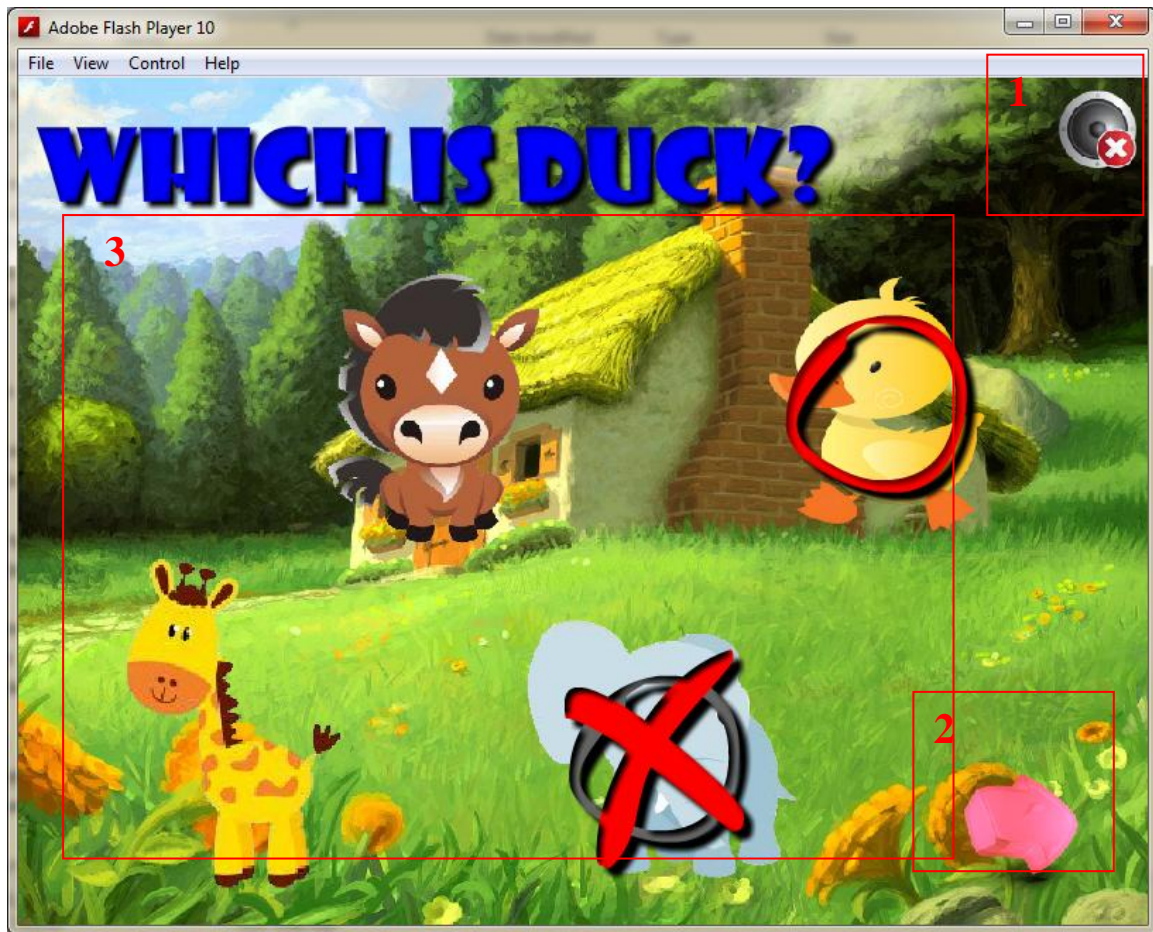 Adobe Flash Player 10
File View Control Help
1
WHICH IS DUCK?
3
2